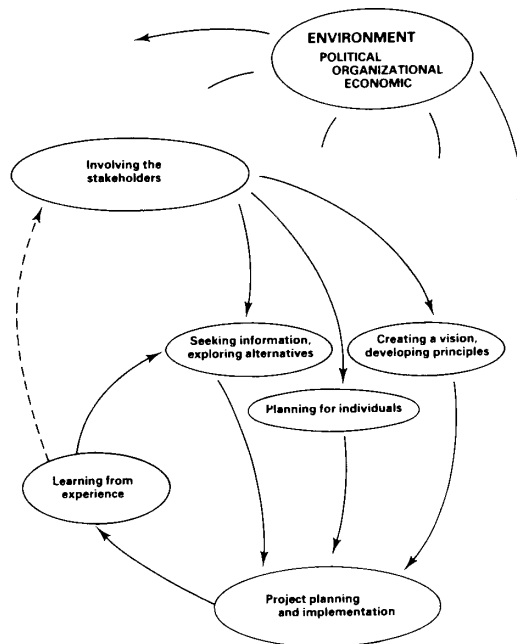 ENVIRONMENT
POLITICAL
ORGANIZATIONAL
ECONOMIC
Involving the
stakeholders
Seeking information,
exploring alternatives
Creating a vision,
developing principles
Planning for individuals
Learning from
experience
Project planning
and implementation